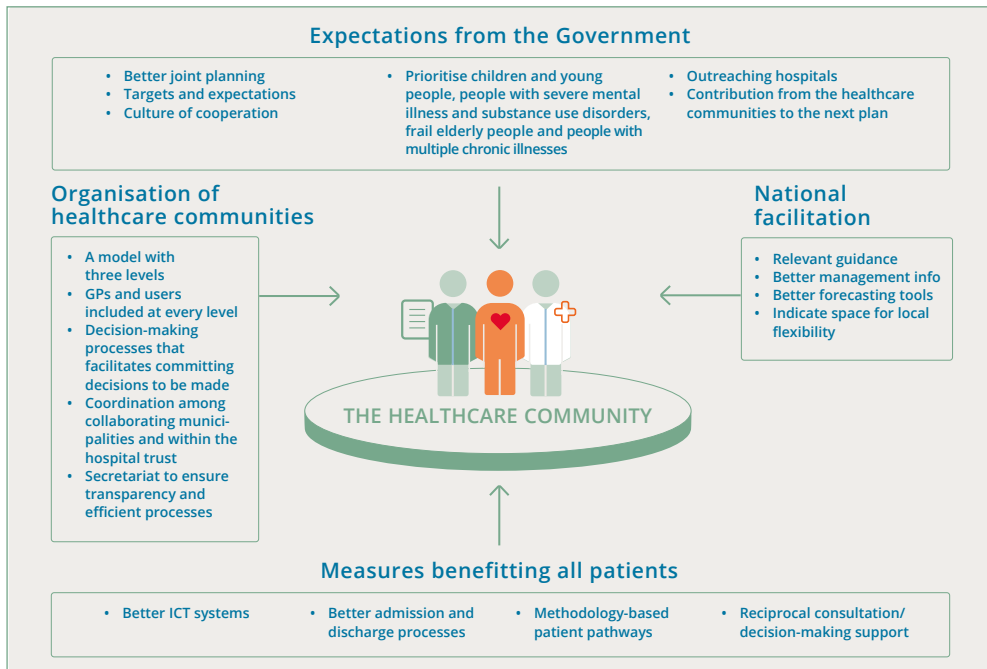 Expectations from the Government
• Better joint planning
• Targets and expectations
• Culture of cooperation
• Prioritise children and young
people, people with severe mental
illness and substance use disorders,
frail elderly people and people with
multiple chronic illnesses
• Outreaching hospitals
• Contribution from the healthcare
communities to the next plan
Organisation of
healthcare communities
• A model with
three levels
• GPs and users
included at every level
• Decision-making
processes that
facilitates committing
decisions to be made
• Coordination among
collaborating munici-
palities and within the
hospital trust
• Secretariat to ensure
transparency and
efficient processes
THE HEALTHCARE COMMUNITY
National
facilitation
• Relevant guidance
• Better management info
• Better forecasting tools
• Indicate space for local
flexibility
Measures benefitting all patients
• Better ICT systems
• Better admission and
discharge processes
• Methodology-based
patient pathways
• Reciprocal consultation/
decision-making support